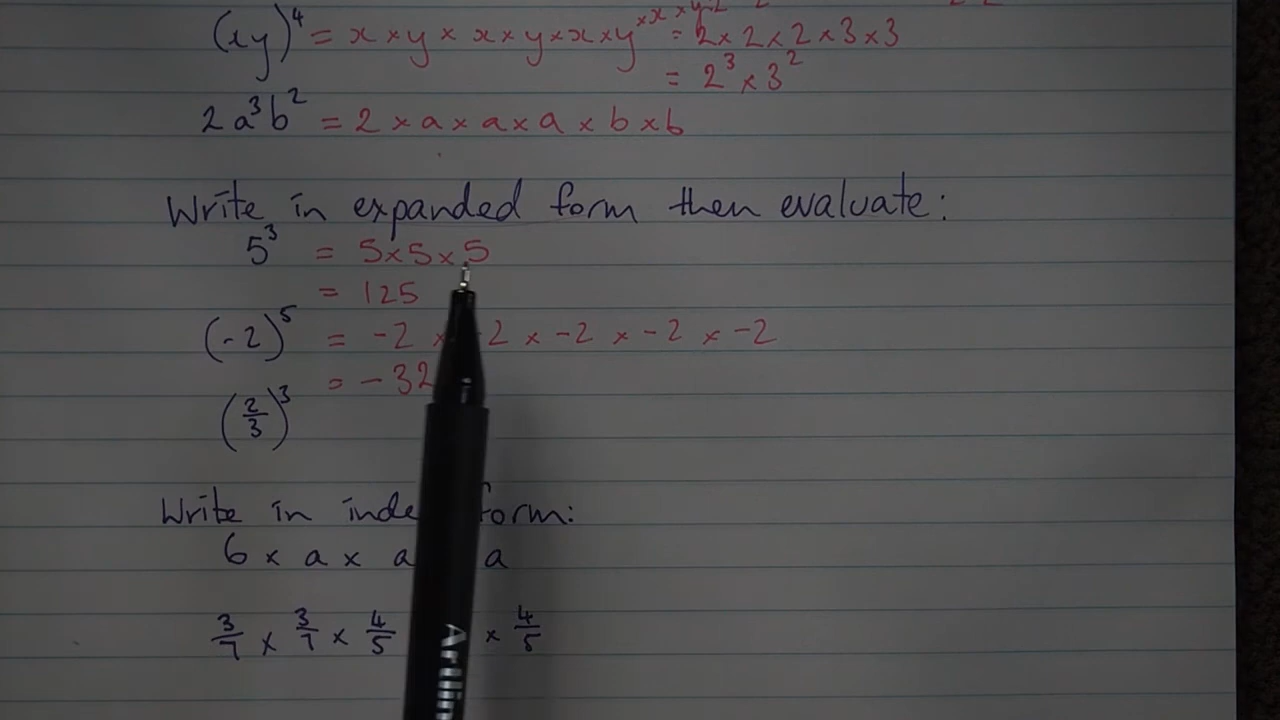 (xy)⁴ = x × y × x × y × x × y × x × y = 2 × 2 × 2 × 3 × 3
= 2³ × 3²
2a³b² = 2 × a × a × a × b × b
Write in expanded form then evaluate:
5³ = 5 × 5 × 5
= 125
(-2)⁵ = -2 × -2 × -2 × -2 × -2
= -32
(2/3)³
Write in form:
6 × a × a a
3/7 × 3/7 × 4/5 × 4/5